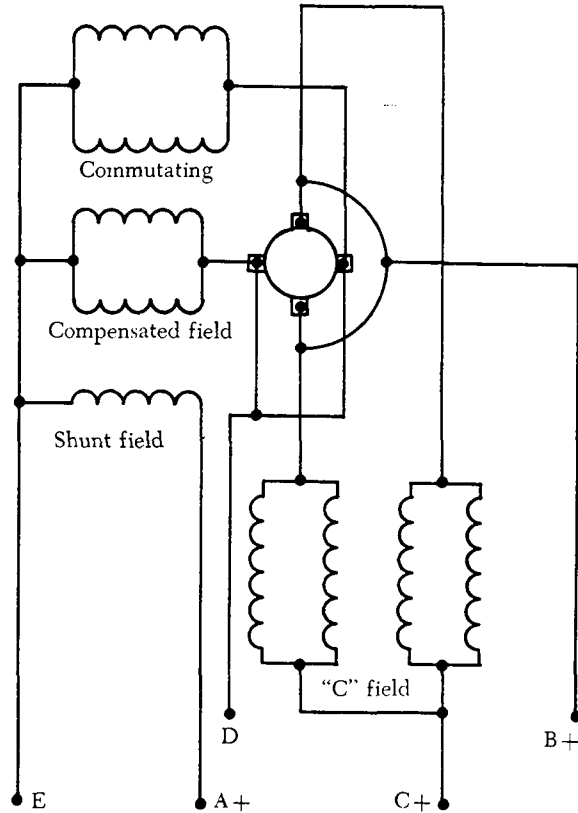 Commutating
Compensated field
Shunt field
"C" field
D
B+
E
A+
C+